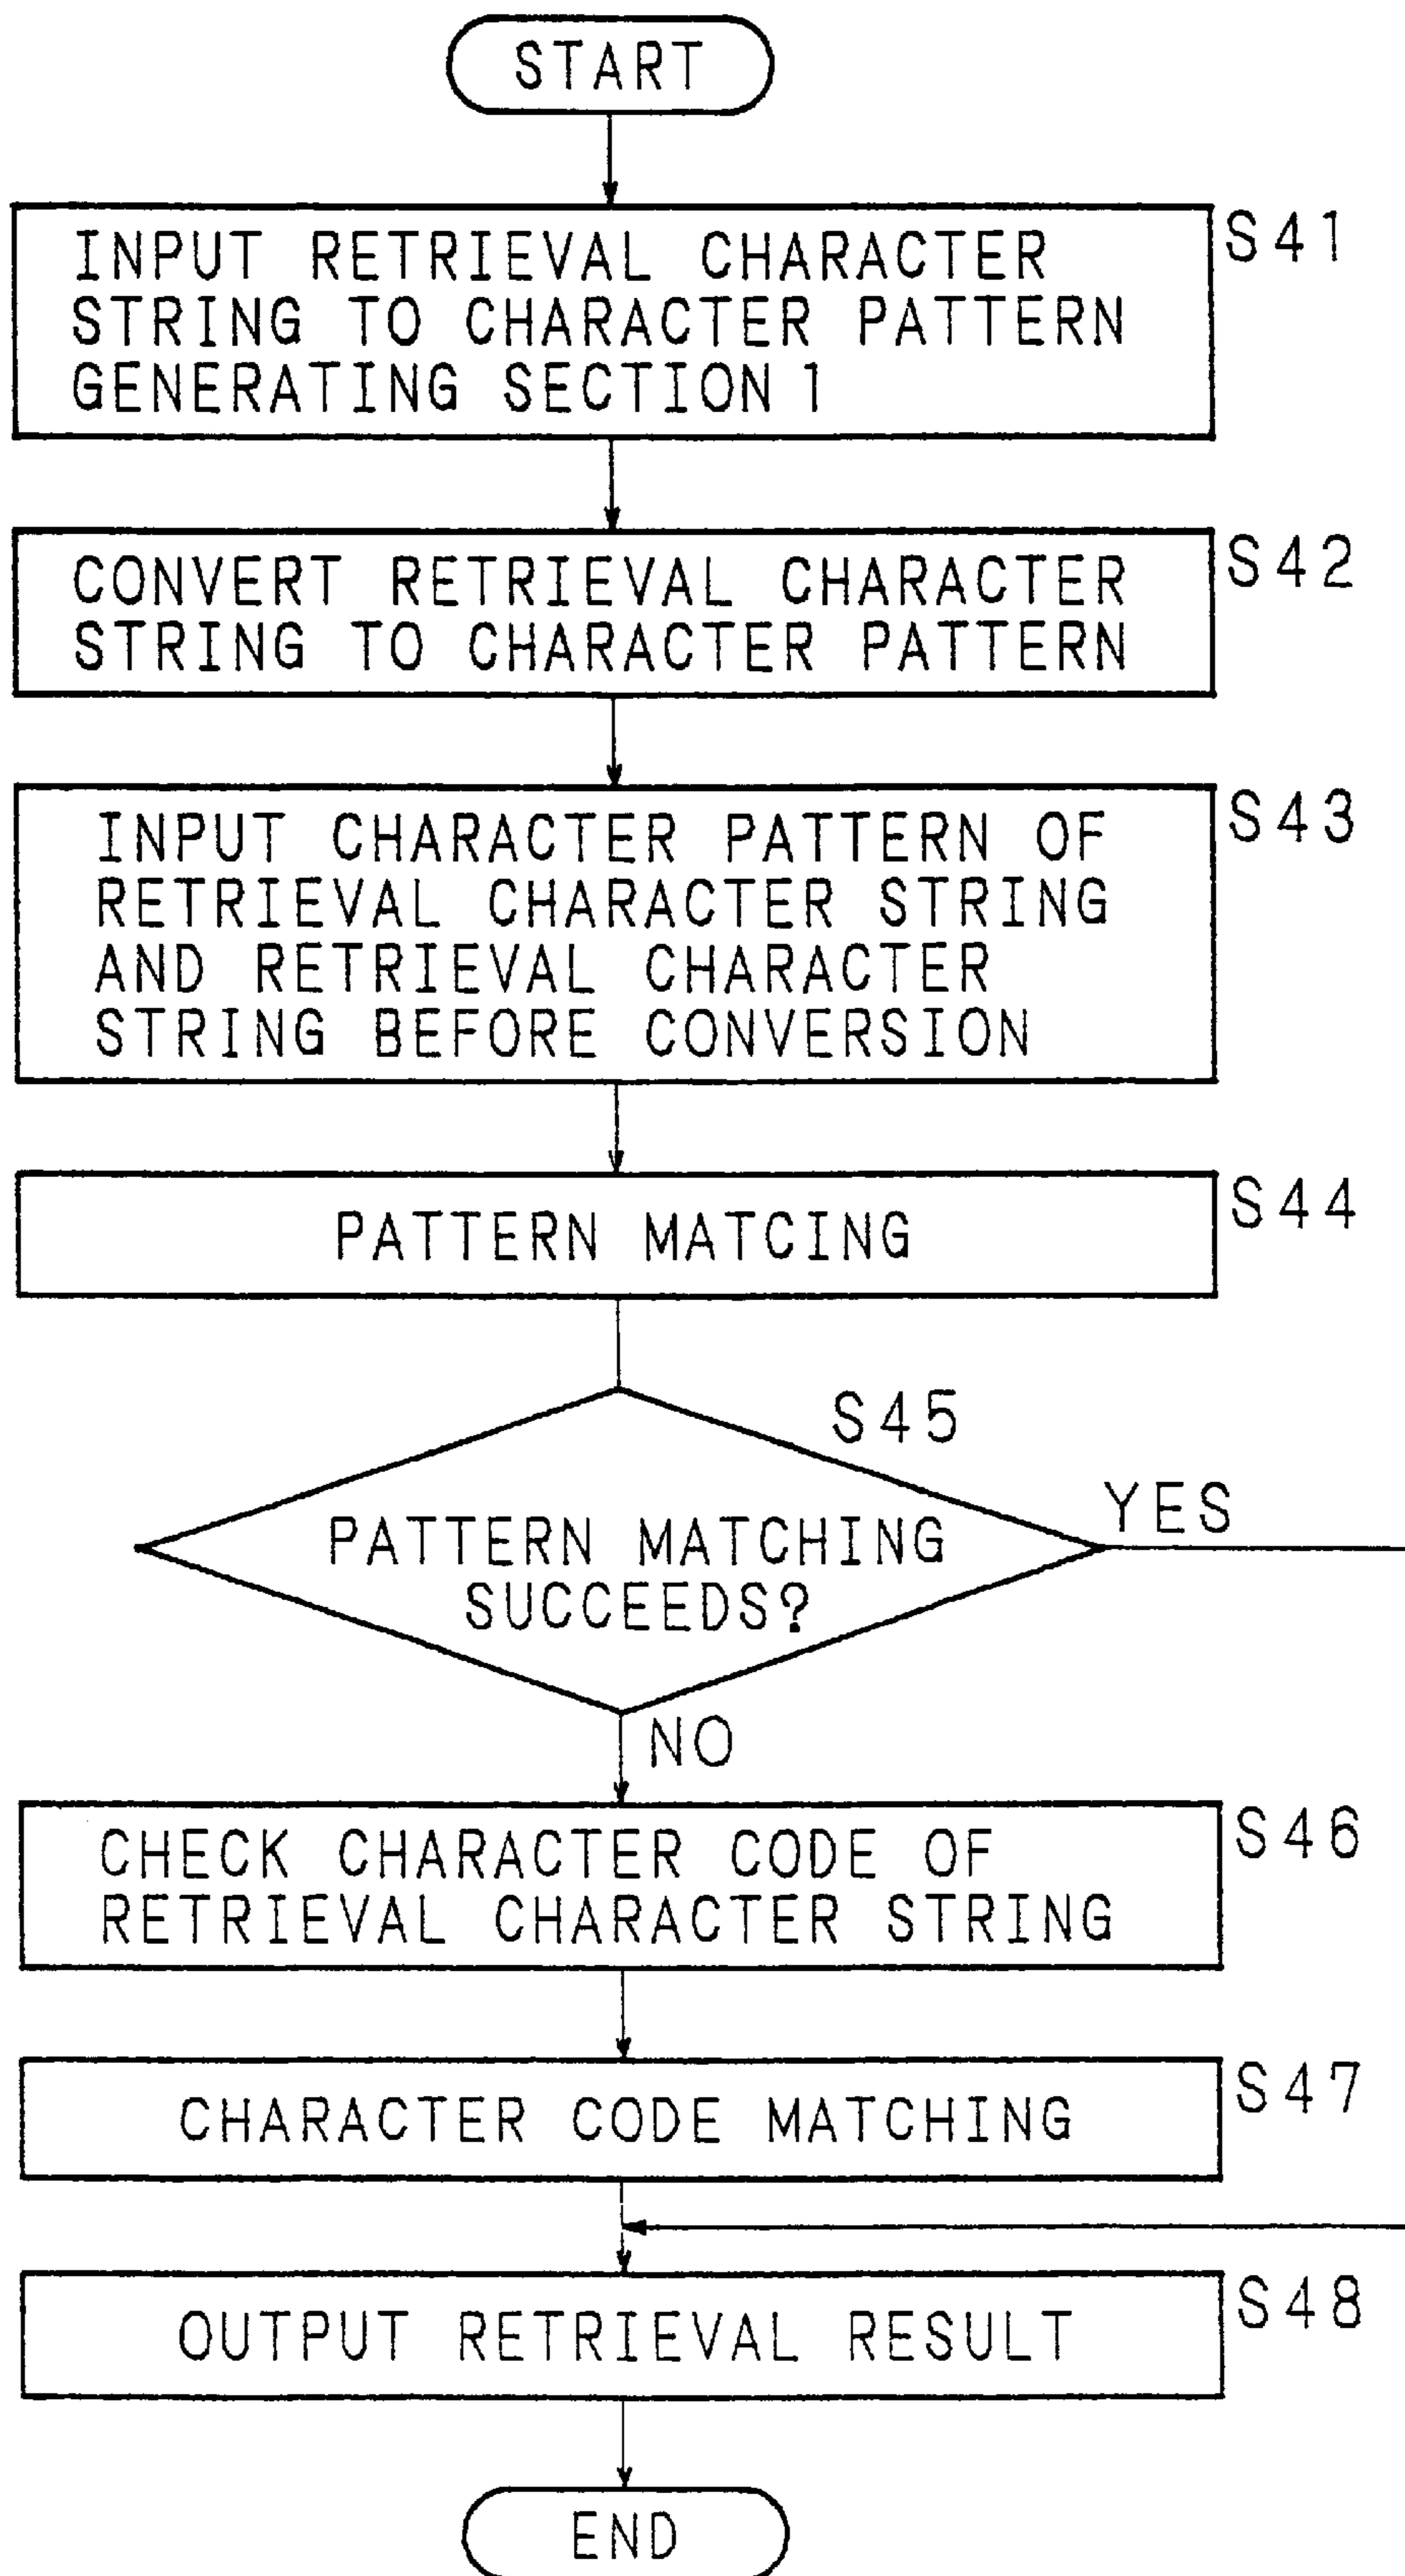 START
INPUT RETRIEVAL CHARACTER
STRING TO CHARACTER PATTERN
GENERATING SECTION 1
S41
CONVERT RETRIEVAL CHARACTER
STRING TO CHARACTER PATTERN
S42
INPUT CHARACTER PATTERN OF
RETRIEVAL CHARACTER STRING
AND RETRIEVAL CHARACTER
STRING BEFORE CONVERSION
S43
PATTERN MATCING
S44
S45
PATTERN MATCHING
SUCCEEDS?
YES
NO
CHECK CHARACTER CODE OF
RETRIEVAL CHARACTER STRING
S46
CHARACTER CODE MATCHING
S47
OUTPUT RETRIEVAL RESULT
S48
END